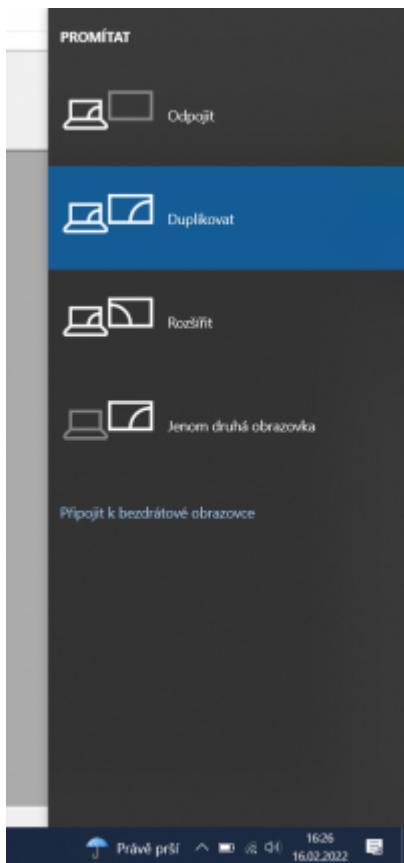 PROMÍTAT
Odpojit
Duplikovat
Rozšířit
Jenom druhá obrazovka
Připojit k bezdrátové obrazovce
Právě prší
16:26
16.02.2022